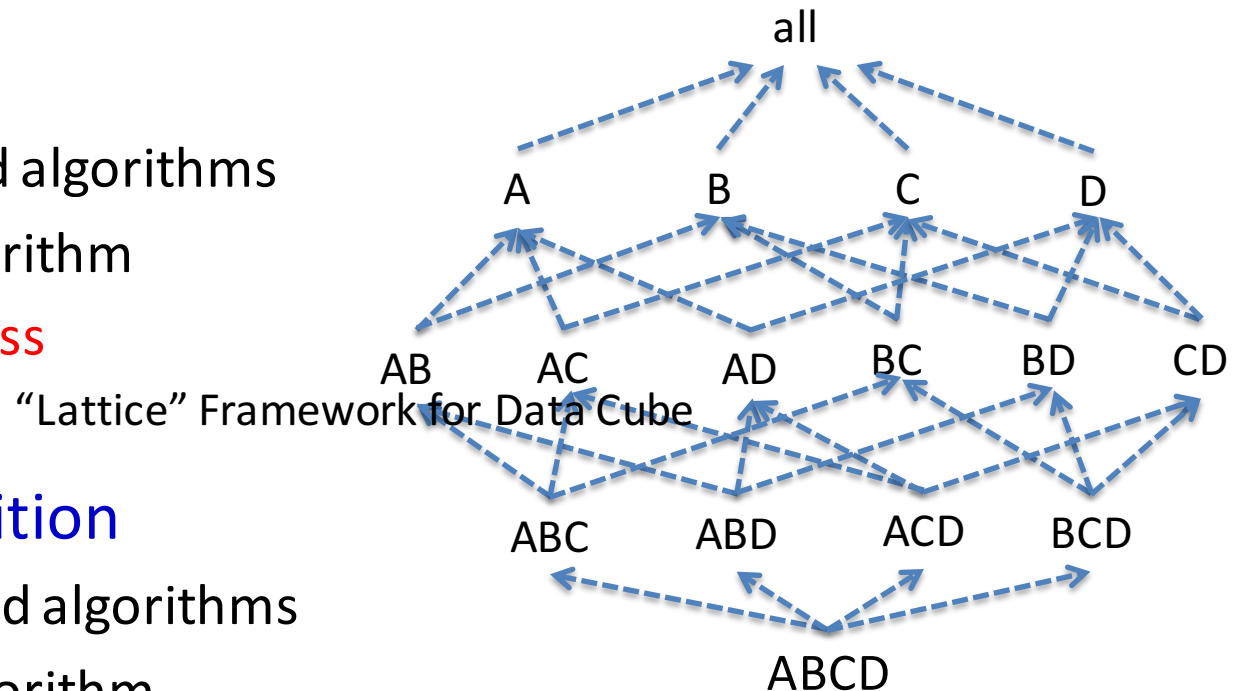 all
d algorithms
A B C D
rithm
ss
AB AC AD BC BD CD
“Lattice” Framework for Data Cube
ition
ABC ABD ACD BCD
d algorithms
orithm
ABCD